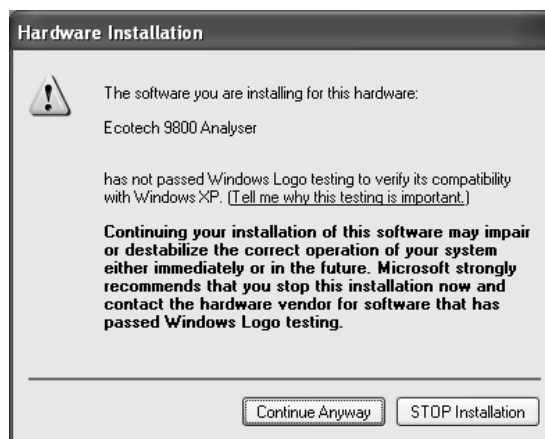 Hardware Installation
The software you are installing for this hardware:
Ecotech 9800 Analyser
has not passed Windows Logo testing to verify its compatibility
with Windows XP. (Tell me why this testing is important.)
Continuing your installation of this software may impair
or destabilize the correct operation of your system
either immediately or in the future. Microsoft strongly
recommends that you stop this installation now and
contact the hardware vendor for software that has
passed Windows Logo testing.
Continue Anyway
STOP Installation